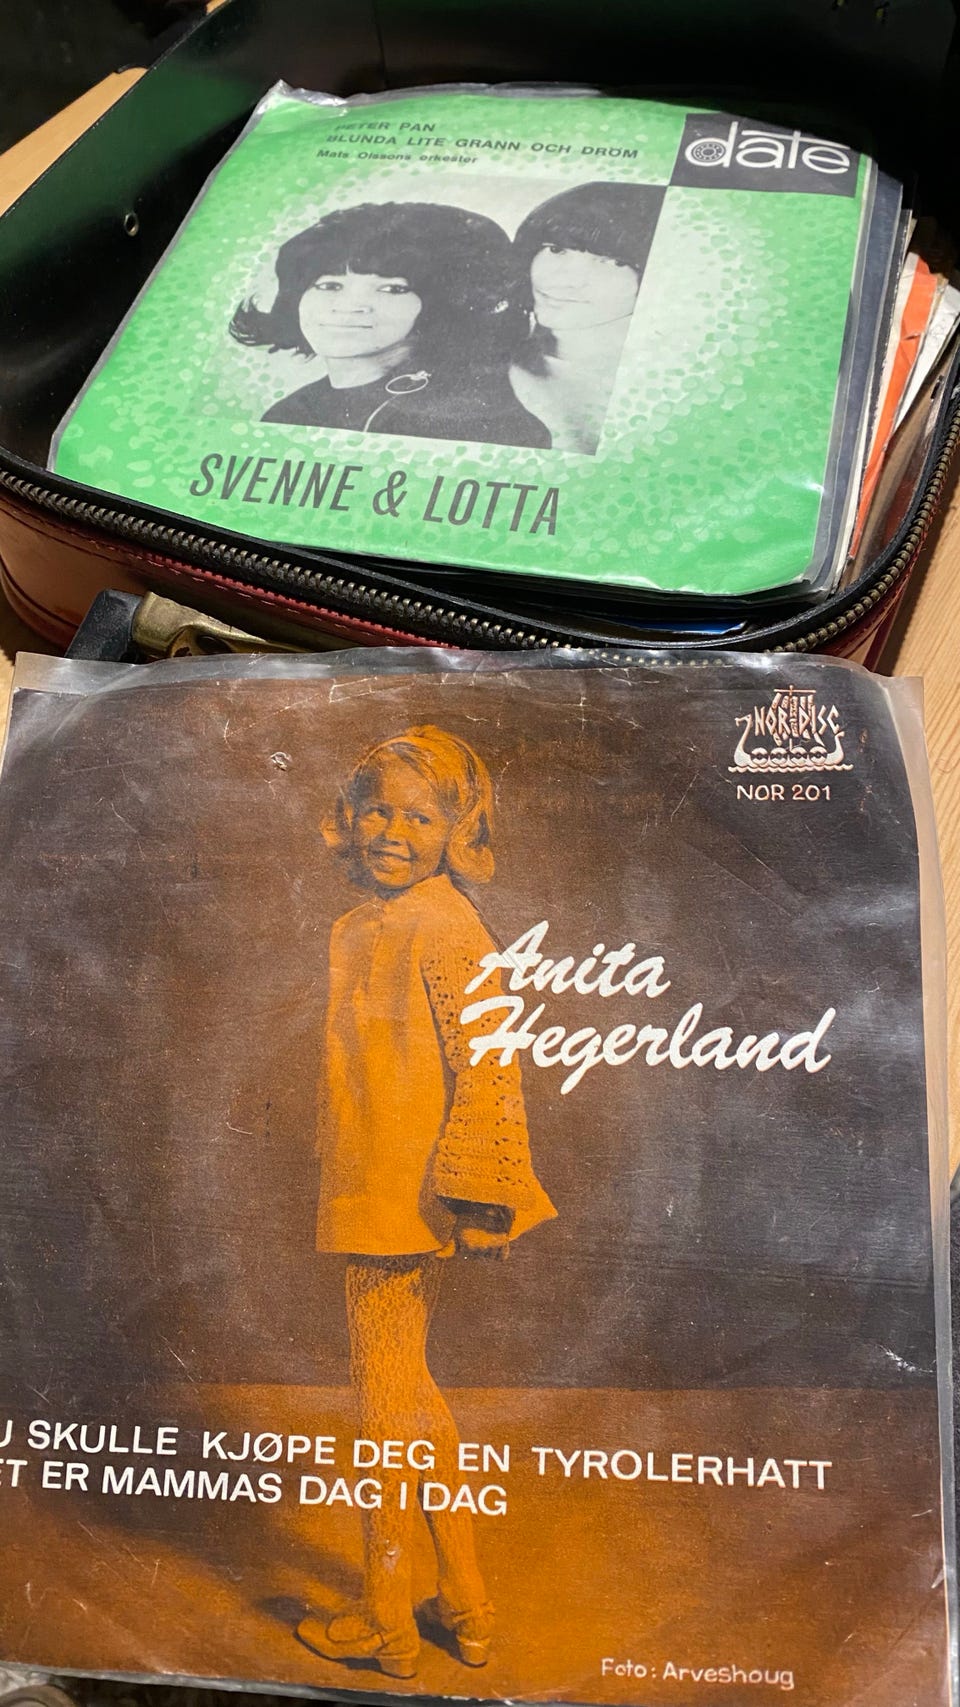 PETER PAN
BLUNDA LITE GRANN OCH DRÖM
Mats Olssons orkester
date
SVENNE & LOTTA
NORDISC
NOR 201
Anita
Hegerland
U SKULLE KJØPE DEG EN TYROLERHATT
ET ER MAMMAS DAG I DAG
Foto: Arveshoug